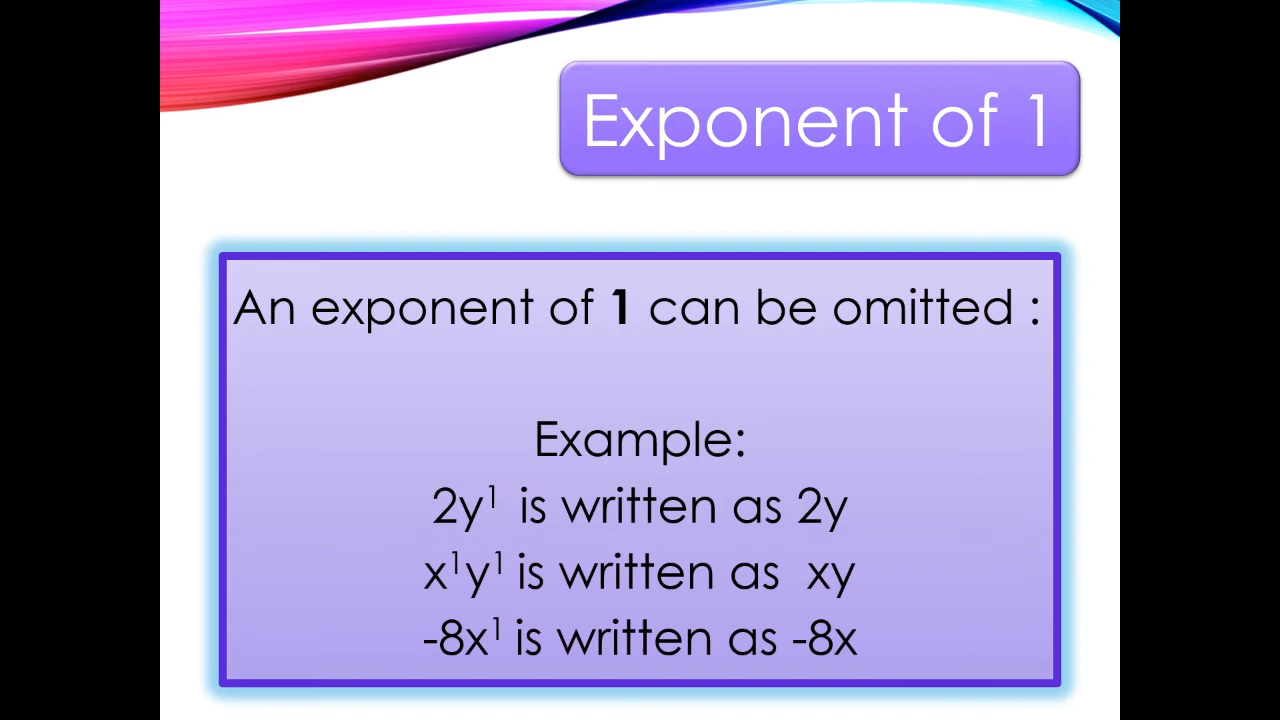 Exponent of 1
An exponent of 1 can be omitted :
Example:
2y¹ is written as 2y
x¹y¹ is written as xy
-8x¹ is written as -8x